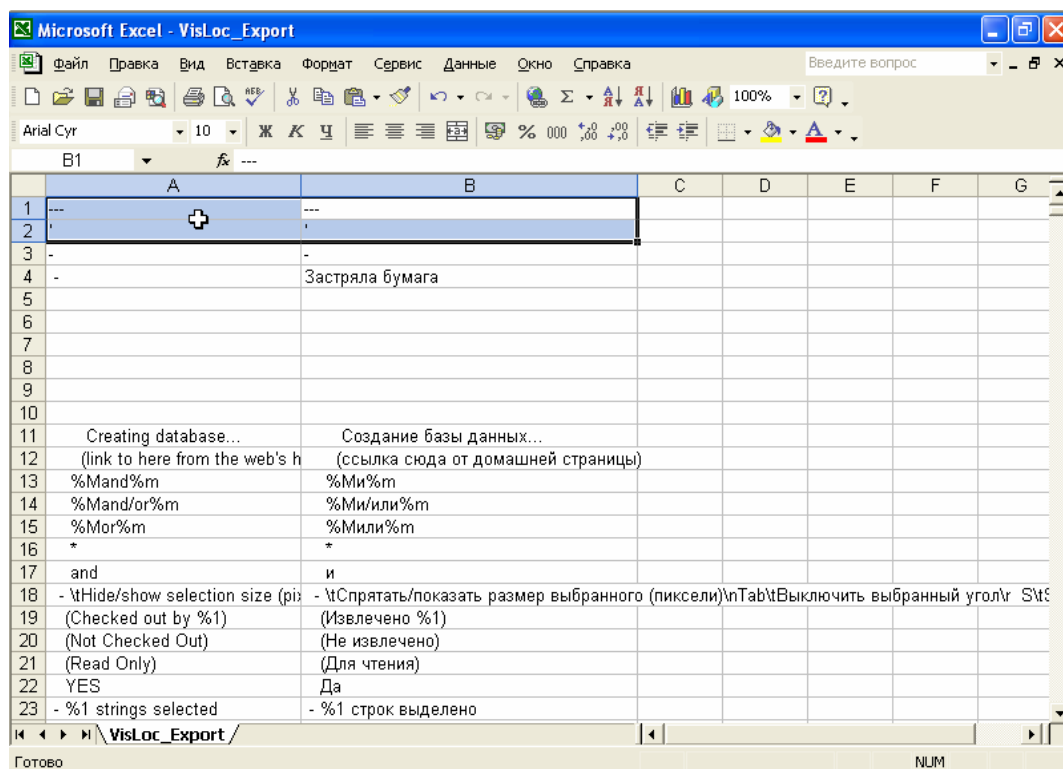 Microsoft Excel - VisLoc_Export
Файл Правка Вид Вставка Формат Сервис Данные Окно Справка Введите вопрос
100%
Arial Cyr 10 Ж К Ч % 000
B1 fx ---
A B C D E F G
1 --- ---
2 ' '
3 - -
4 - Застряла бумага
5
6
7
8
9
10
11 Creating database... Создание базы данных...
12 (link to here from the web's h (ссылка сюда от домашней страницы)
13 %Mand%m %Mи%m
14 %Mand/or%m %Mи/или%m
15 %Mor%m %Mили%m
16 * *
17 and и
18 - \tHide/show selection size (pix - \tСпрятать/показать размер выбранного (пиксели)\nTab\tВыключить выбранный угол\r S\tS
19 (Checked out by %1) (Извлечено %1)
20 (Not Checked Out) (Не извлечено)
21 (Read Only) (Для чтения)
22 YES Да
23 - %1 strings selected - %1 строк выделено
VisLoc_Export
Готово NUM